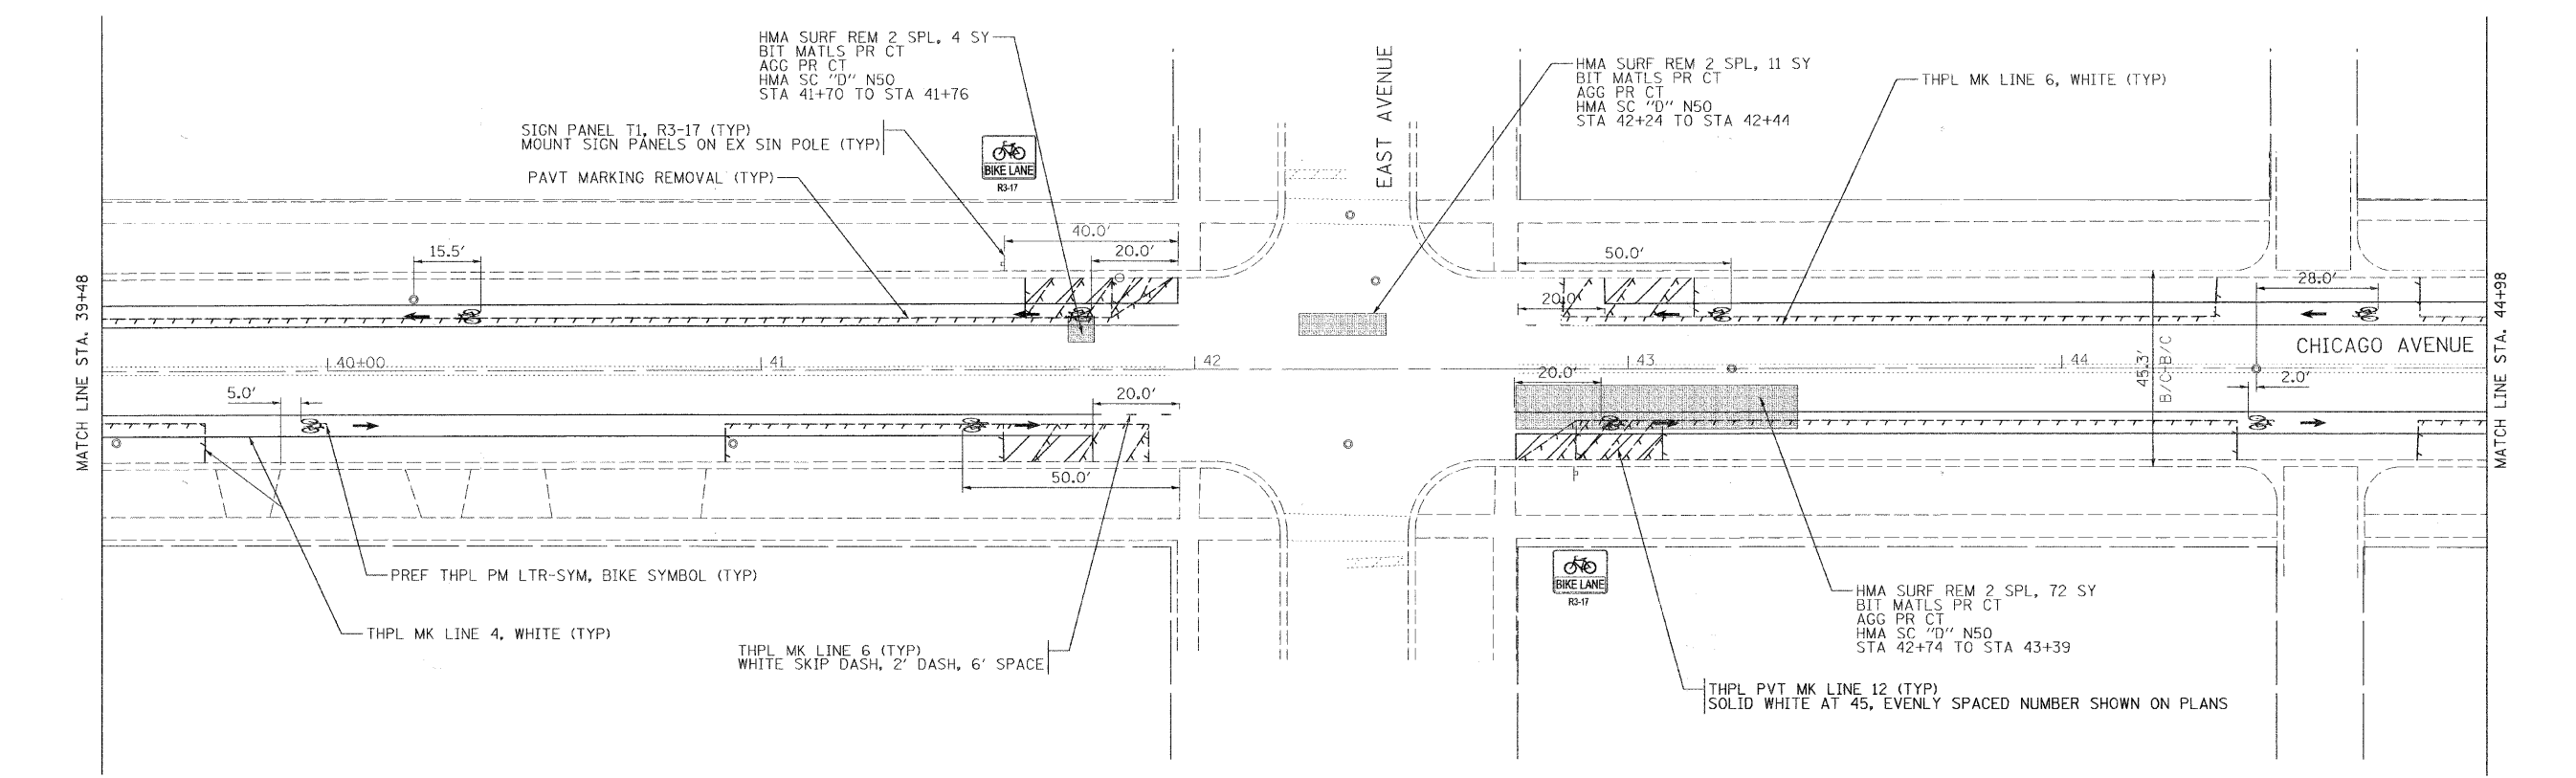 HMA SURF REM 2 SPL, 4 SY
BIT MATLS PR CT
AGG PR CT
HMA SC "D" N50
STA 41+70 TO STA 41+76
SIGN PANEL T1, R3-17 (TYP)
MOUNT SIGN PANELS ON EX SIN POLE (TYP)
PAVT MARKING REMOVAL (TYP)
BIKE LANE
R3-17
EAST AVENUE
HMA SURF REM 2 SPL, 11 SY
BIT MATLS PR CT
AGG PR CT
HMA SC "D" N50
STA 42+24 TO STA 42+44
THPL MK LINE 6, WHITE (TYP)
15.5'
40.0'
20.0'
50.0'
20.0'
28.0'
MATCH LINE STA. 39+48
MATCH LINE STA. 44+98
CHICAGO AVENUE
40+00
41
42
43
44
45.3'
B/C-B/C
5.0'
20.0'
20.0'
2.0'
50.0'
PREF THPL PM LTR-SYM, BIKE SYMBOL (TYP)
THPL MK LINE 4, WHITE (TYP)
THPL MK LINE 6 (TYP)
WHITE SKIP DASH, 2' DASH, 6' SPACE
BIKE LANE
R3-17
HMA SURF REM 2 SPL, 72 SY
BIT MATLS PR CT
AGG PR CT
HMA SC "D" N50
STA 42+74 TO STA 43+39
THPL PVT MK LINE 12 (TYP)
SOLID WHITE AT 45, EVENLY SPACED NUMBER SHOWN ON PLANS